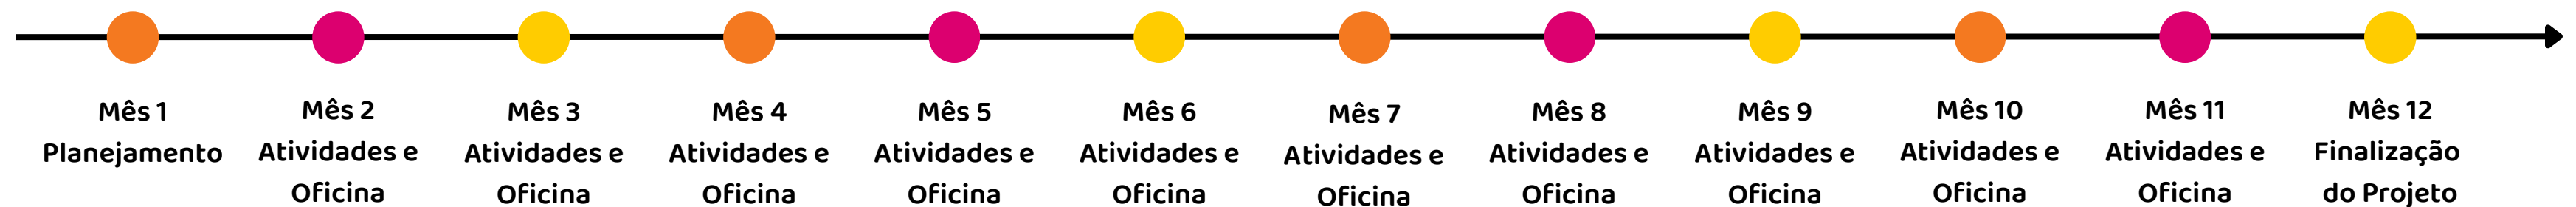 Mês 1
Planejamento
Mês 2
Atividades e
Oficina
Mês 3
Atividades e
Oficina
Mês 4
Atividades e
Oficina
Mês 5
Atividades e
Oficina
Mês 6
Atividades e
Oficina
Mês 7
Atividades e
Oficina
Mês 8
Atividades e
Oficina
Mês 9
Atividades e
Oficina
Mês 10
Atividades e
Oficina
Mês 11
Atividades e
Oficina
Mês 12
Finalização
do Projeto